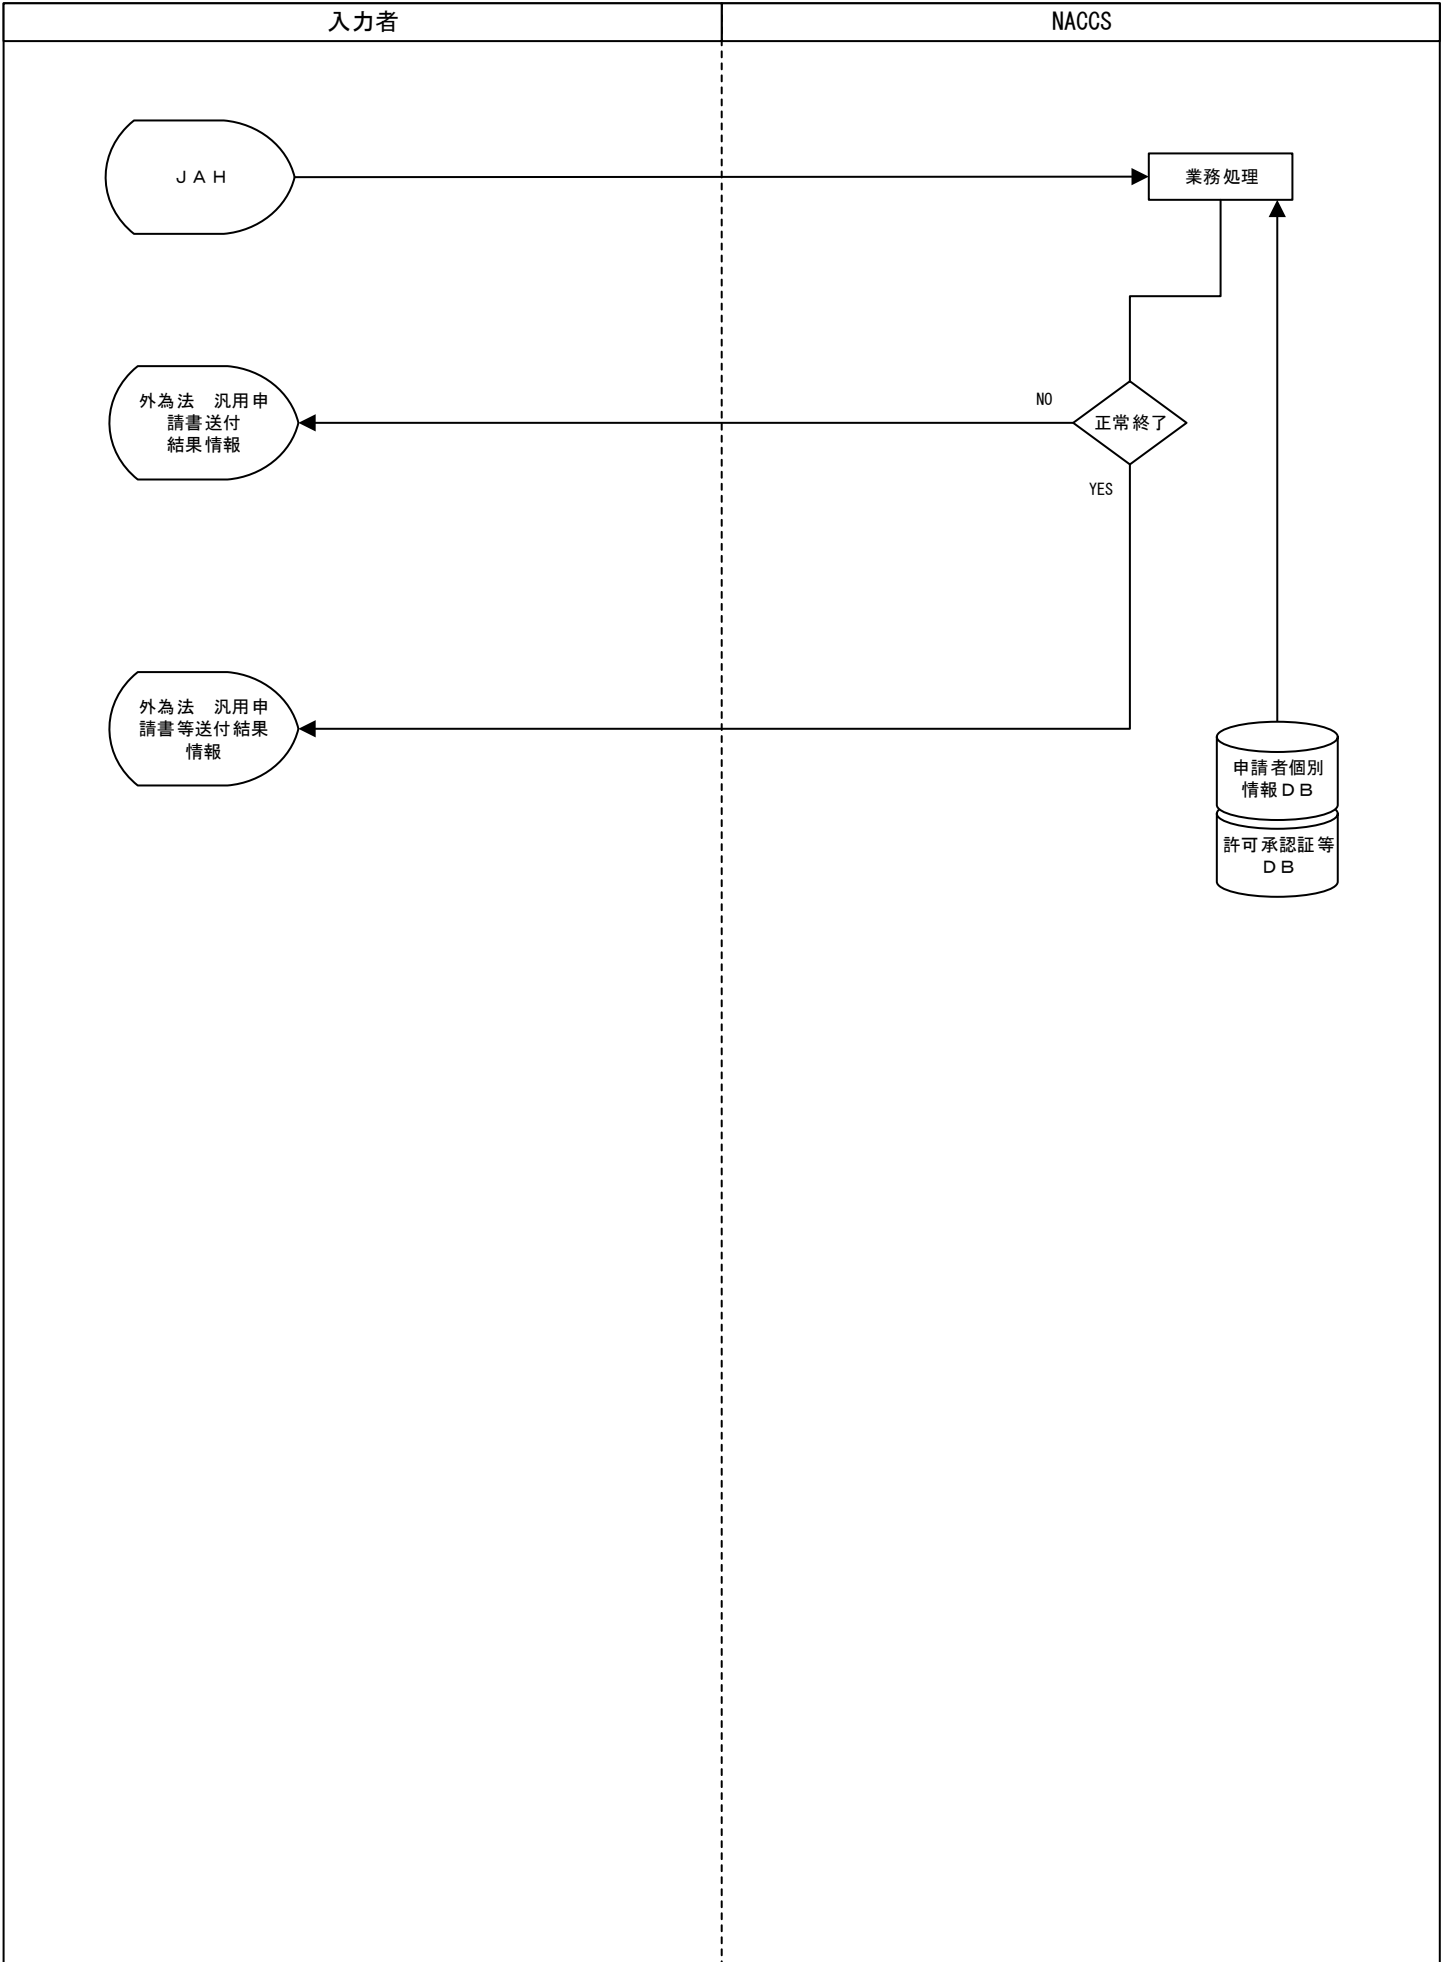 入力者
NACCS
ＪＡＨ
業務処理
外為法　汎用申
請書送付
結果情報
NO
正常終了
YES
外為法　汎用申
請書等送付結果
情報
申請者個別
情報ＤＢ
許可承認証等
ＤＢ